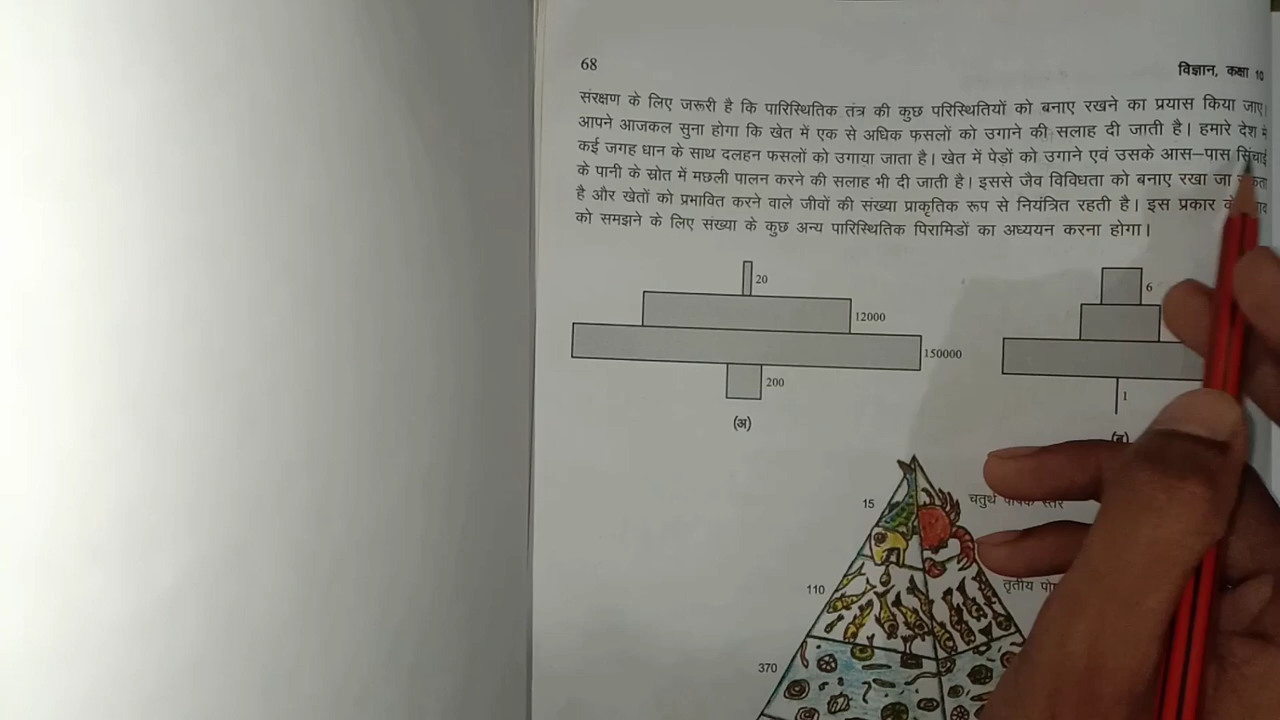 68
विज्ञान, कक्षा 10
संरक्षण के लिए जरूरी है कि पारिस्थितिक तंत्र की कुछ परिस्थितियों को बनाए रखने का प्रयास किया जाए।
आपने आजकल सुना होगा कि खेत में एक से अधिक फसलों को उगाने की सलाह दी जाती है। हमारे देश में
कई जगह धान के साथ दलहन फसलों को उगाया जाता है। खेत में पेड़ों को उगाने एवं उसके आस-पास सिंचाई
के पानी के स्रोत में मछली पालन करने की सलाह भी दी जाती है। इससे जैव विविधता को बनाए रखा जा
है और खेतों को प्रभावित करने वाले जीवों की संख्या प्राकृतिक रूप से नियंत्रित रहती है। इस प्रकार
को समझने के लिए संख्या के कुछ अन्य पारिस्थितिक पिरामिडों का अध्ययन करना होगा।
20
6
12000
150000
200
1
(अ)
(ब)
15
चतुर्थ पोषक स्तर
110
तृतीय
370